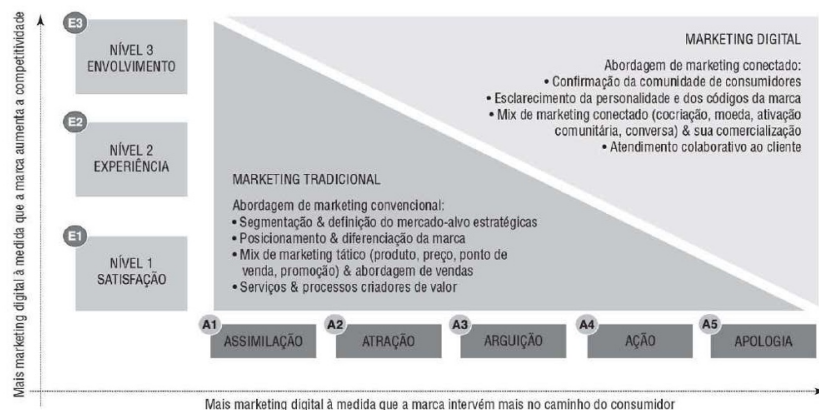 Mais marketing digital à medida que a marca aumenta a competitividade
E3
NÍVEL 3
ENVOLVIMENTO
E2
NÍVEL 2
EXPERIÊNCIA
E1
NÍVEL 1
SATISFAÇÃO
MARKETING DIGITAL
Abordagem de marketing conectado:
• Confirmação da comunidade de consumidores
• Esclarecimento da personalidade e dos códigos da marca
• Mix de marketing conectado (cocriação, moeda, ativação
comunitária, conversa) & sua comercialização
• Atendimento colaborativo ao cliente
MARKETING TRADICIONAL
Abordagem de marketing convencional:
• Segmentação & definição do mercado-alvo estratégicas
• Posicionamento & diferenciação da marca
• Mix de marketing tático (produto, preço, ponto de
venda, promoção) & abordagem de vendas
• Serviços & processos criadores de valor
A1
ASSIMILAÇÃO
A2
ATRAÇÃO
A3
ARGUIÇÃO
A4
AÇÃO
A5
APOLOGIA
Mais marketing digital à medida que a marca intervém mais no caminho do consumidor